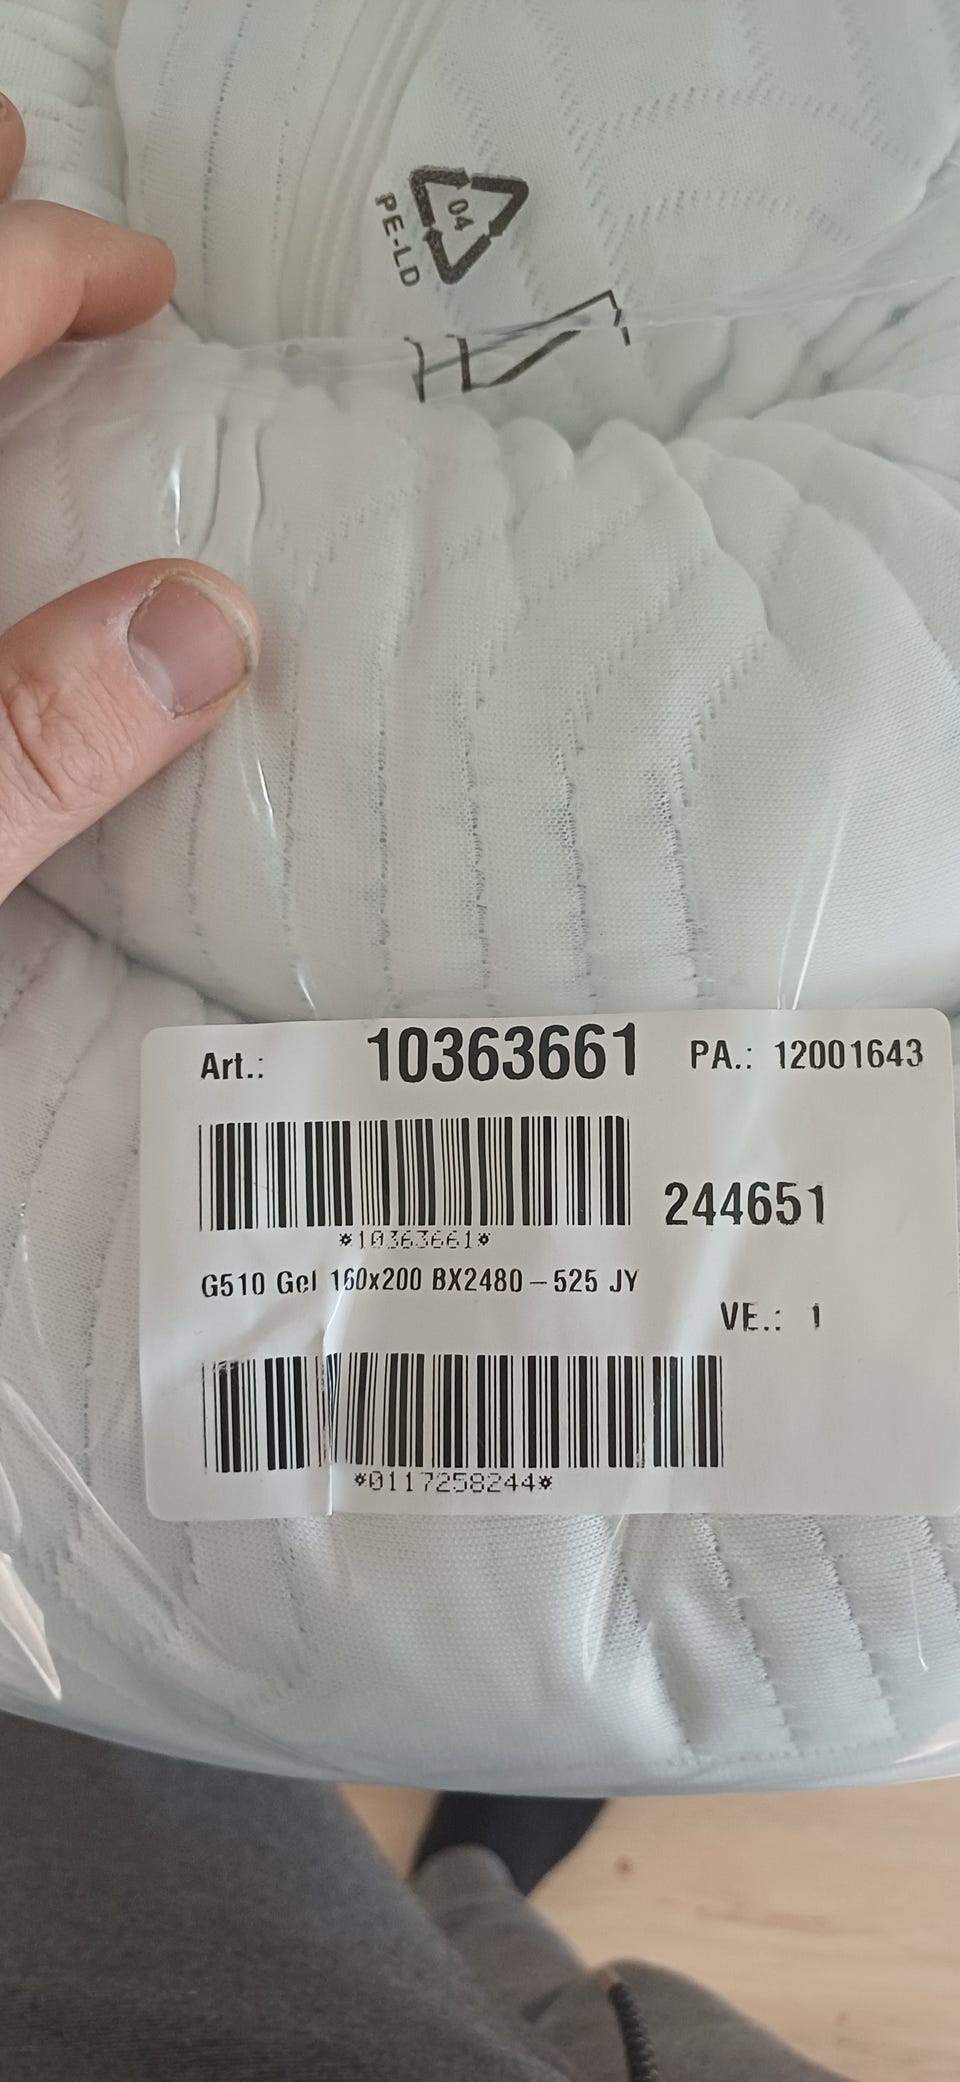 04
PE-LD
Art.: 10363661 PA.: 12001643
244651
*10363661*
G510 Gel 160x200 BX2480-525 JY
VE.: 1
*0117258244*